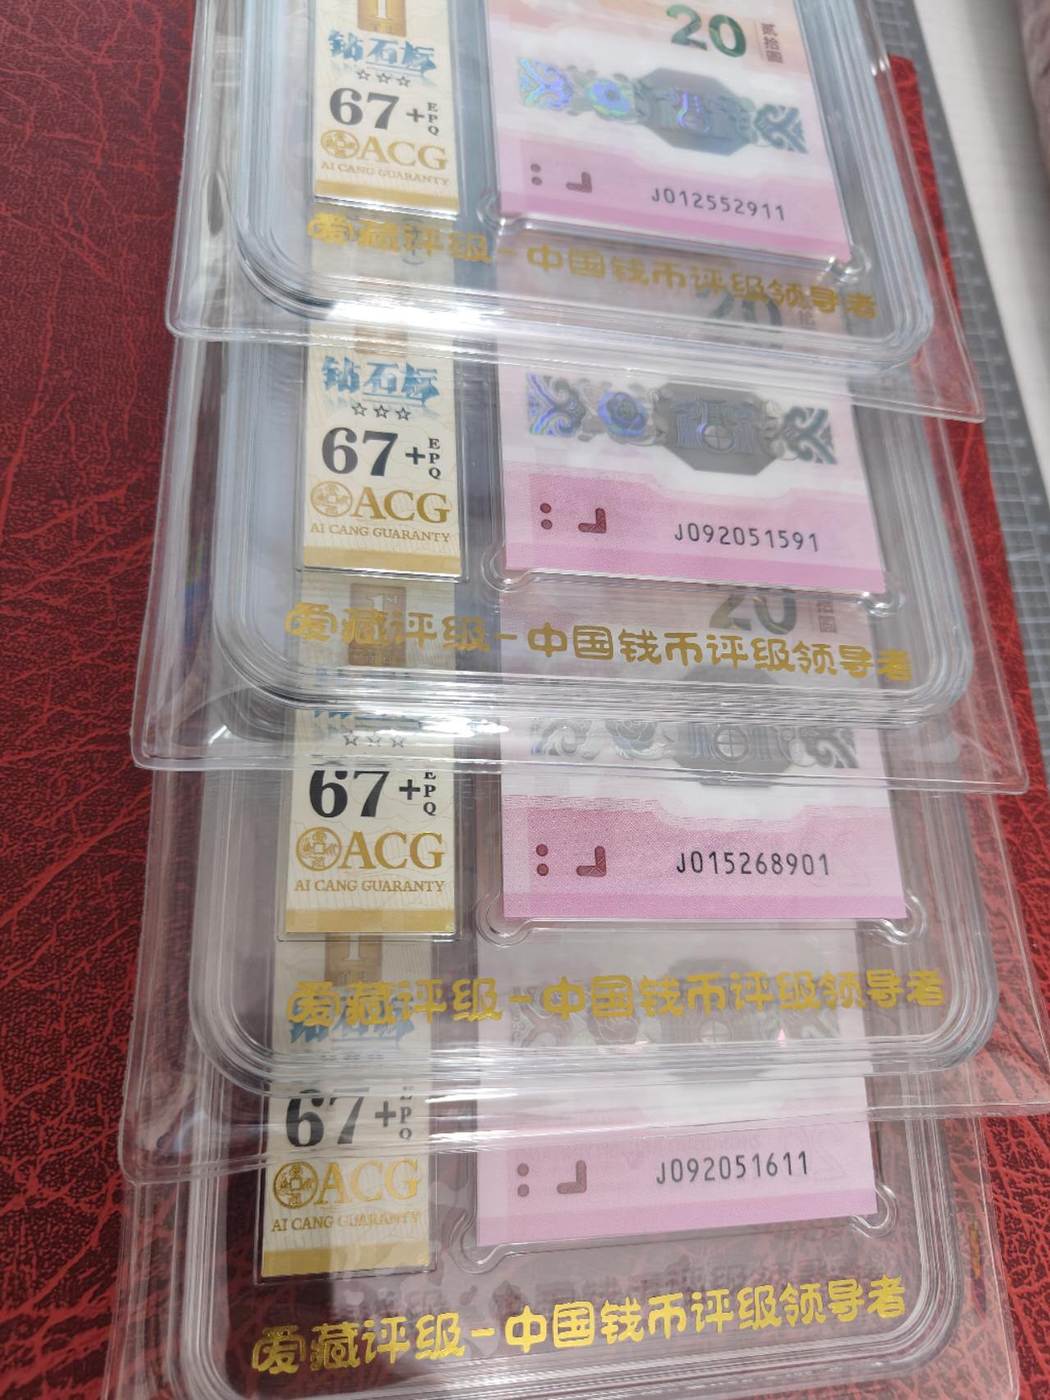 20
贰拾圆
钻石标
☆☆☆
67+EPQ
ACG
AI CANG GUARANTY
J012552911
爱藏评级-中国钱币评级领导者
钻石标
☆☆☆
67+EPQ
ACG
AI CANG GUARANTY
J092051591
20
爱藏评级-中国钱币评级领导者
☆☆☆
67+EPQ
ACG
AI CANG GUARANTY
J015268901
爱藏评级-中国钱币评级领导者
67+EPQ
ACG
AI CANG GUARANTY
J092051611
爱藏评级-中国钱币评级领导者